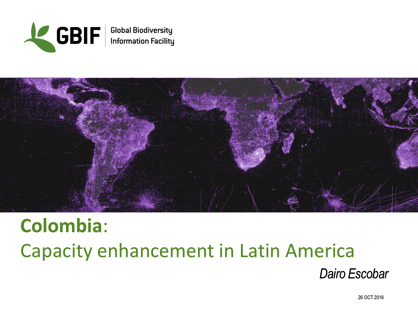 GBIF
Global Biodiversity
Information Facility
Colombia:
Capacity enhancement in Latin America
Dairo Escobar
26 OCT 2016